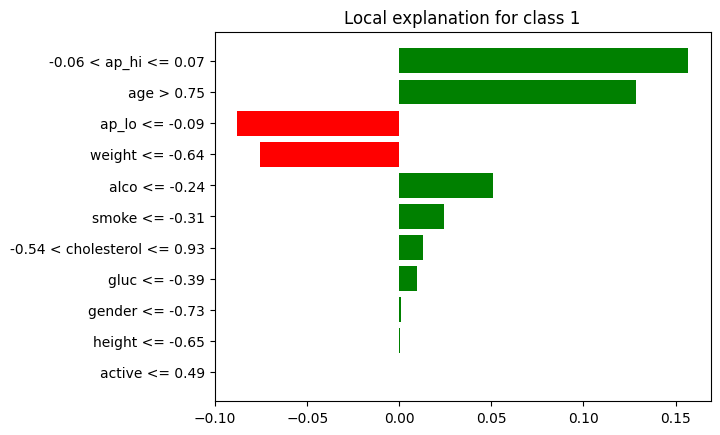 Local explanation for class 1
-0.06 < ap_hi <= 0.07
age > 0.75
ap_lo <= -0.09
weight <= -0.64
alco <= -0.24
smoke <= -0.31
-0.54 < cholesterol <= 0.93
gluc <= -0.39
gender <= -0.73
height <= -0.65
active <= 0.49
−0.10 −0.05 0.00 0.05 0.10 0.15